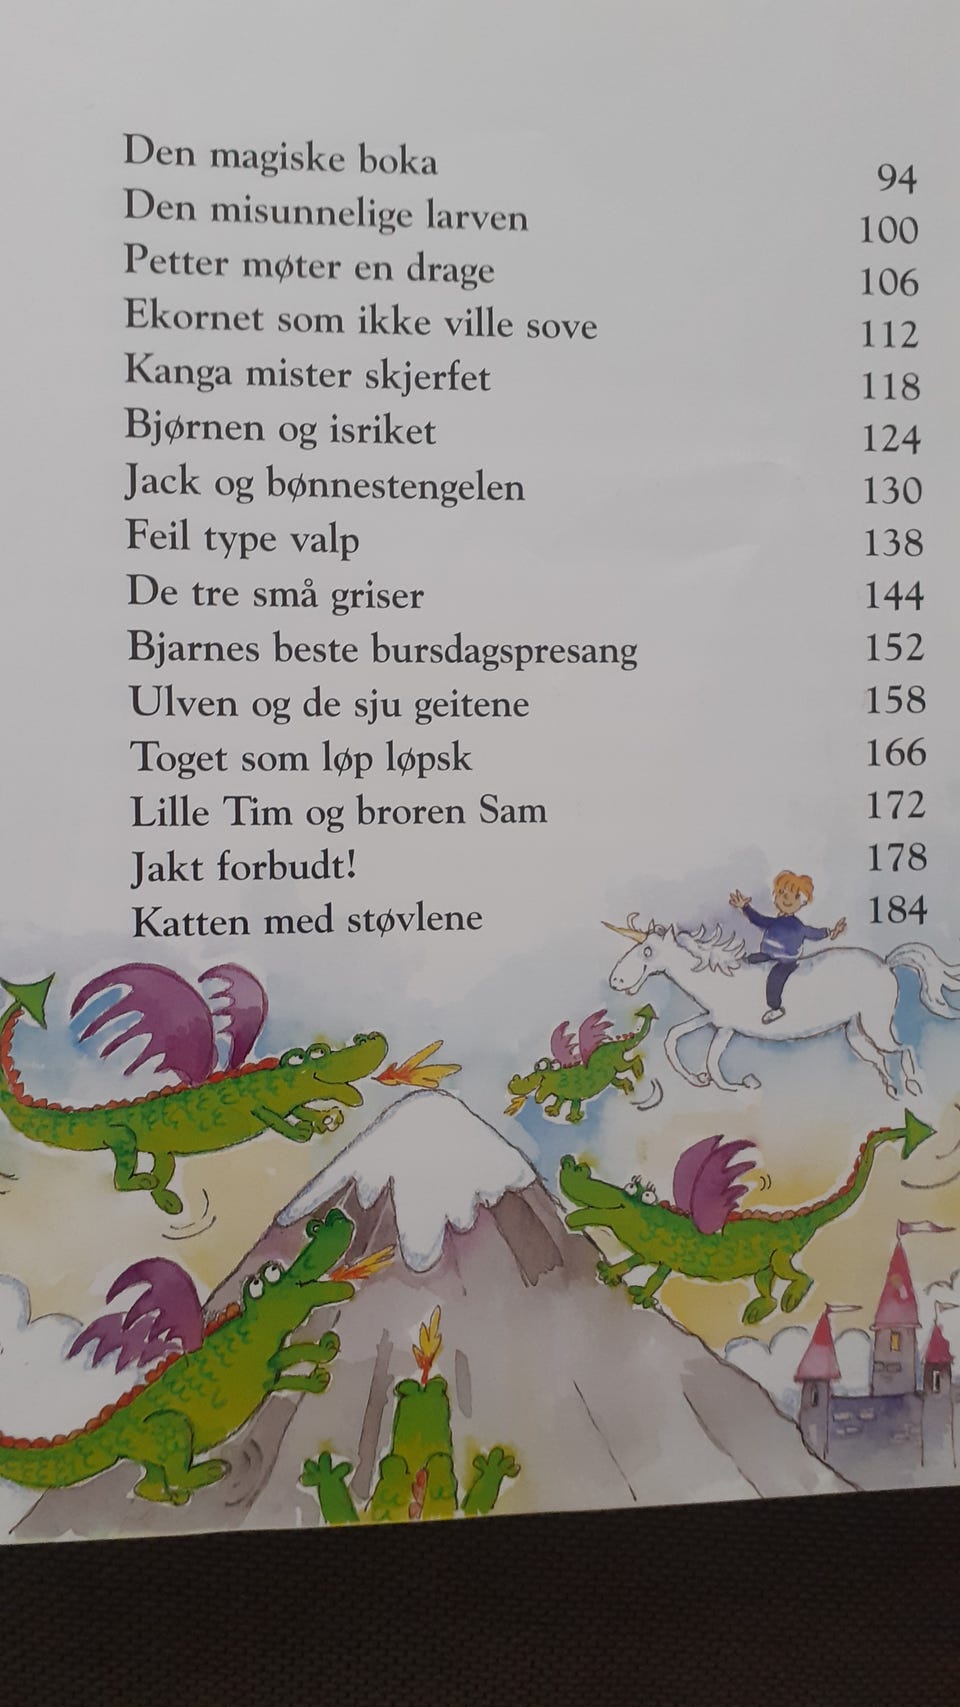 Den magiske boka 94
Den misunnelige larven 100
Petter møter en drage 106
Ekornet som ikke ville sove 112
Kanga mister skjerfet 118
Bjørnen og isriket 124
Jack og bønnestengelen 130
Feil type valp 138
De tre små griser 144
Bjarnes beste bursdagspresang 152
Ulven og de sju geitene 158
Toget som løp løpsk 166
Lille Tim og broren Sam 172
Jakt forbudt! 178
Katten med støvlene 184